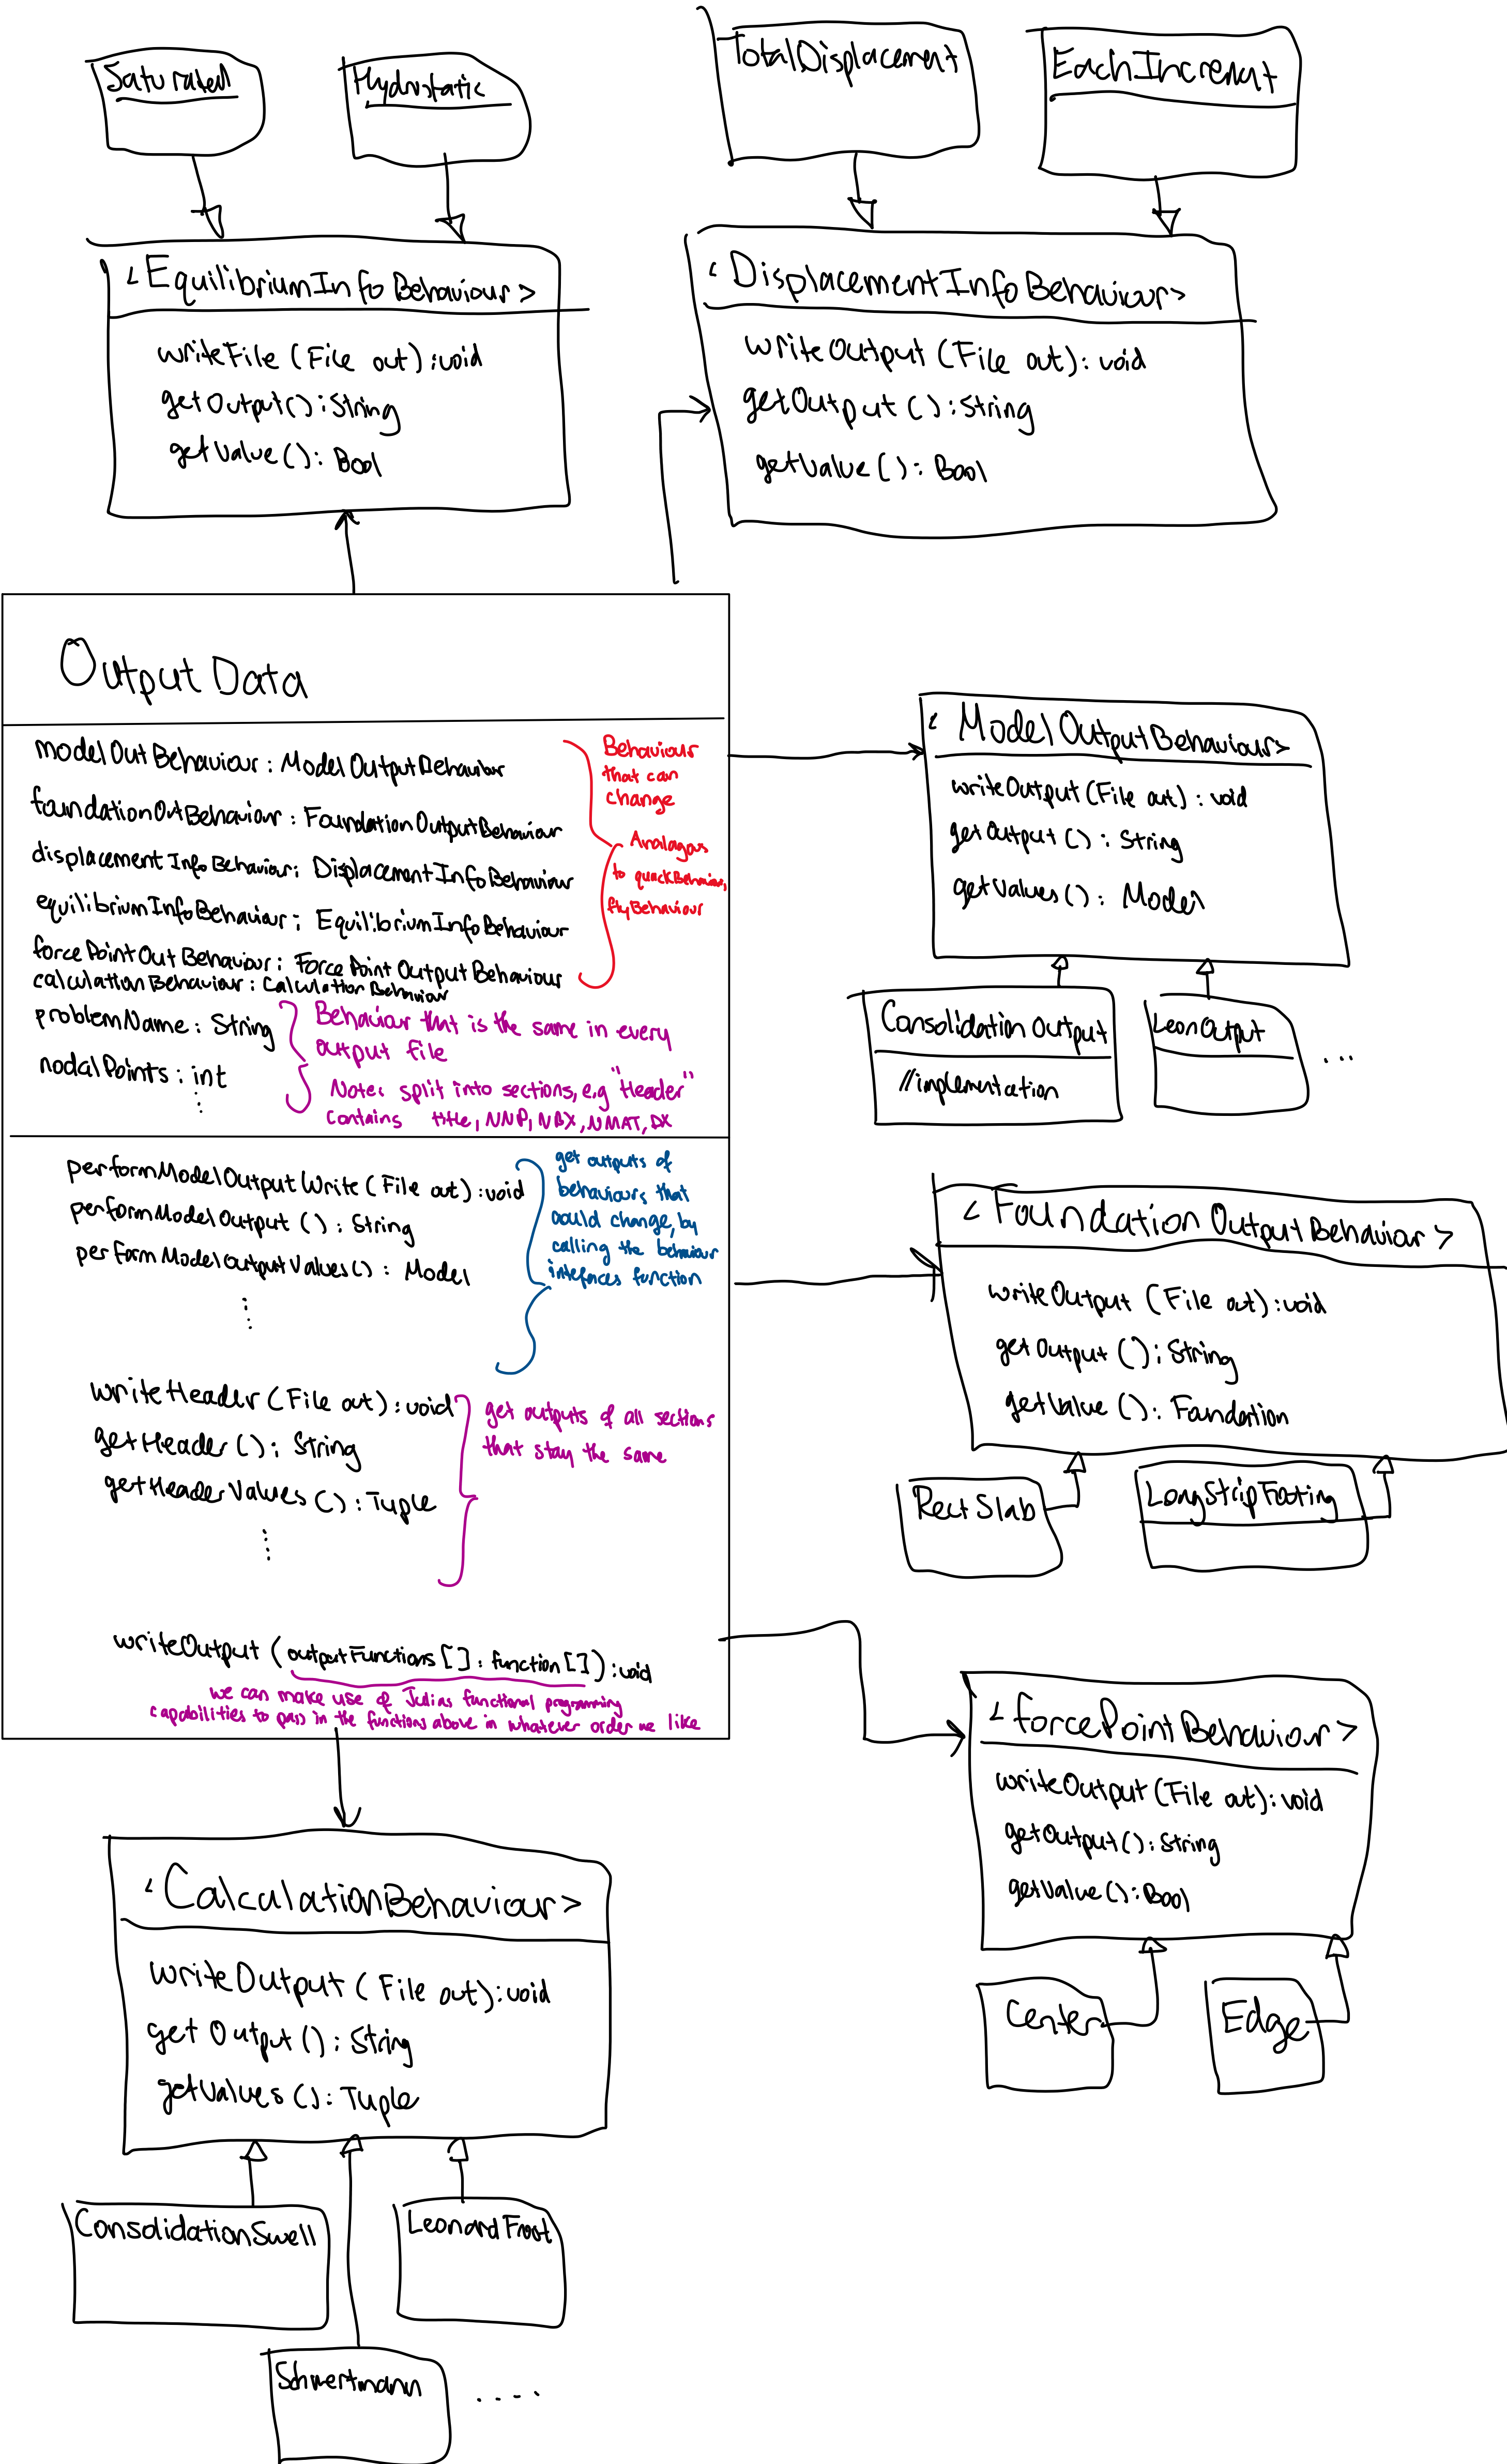 Saturated
Hydrostatic
TotalDisplacement
EachIncremnt
<EquilibriumInfoBehaviour>
writeFile (File out):void
getOutput():String
getValue(): Bool
<DisplacementInfoBehaviour>
writeOutput (File out): void
getOutput(): String
getValue(): Bool
Output Data
modelOutBehaviour: ModelOutputBehaviour
foundationOutBehaviour: FoundationOutputBehaviour
displacementInfoBehaviour: DisplacementInfoBehaviour
equilibriumInfoBehaviour: EquilibriumInfoBehaviour
forcePointOutBehaviour: ForcePointOutputBehaviour
calculationBehaviour: CalculationBehaviour
problemName: String
nodalPoints: int
Behaviour
that can
change
Analagous
to quackBehaviour,
flyBehaviour
Behaviour that is the same in every
output file
Note: split into sections, e.g "Header"
contains title, NNP, NBX, NMAT, DX
performModelOutputWrite (File out):void
performModelOutput(): String
performModelOutputValues(): Model
get outputs of
behaviours that
could change, by
calling the behaviour
intefaces function
writeHeader (File out): void
getHeader(): String
getHeaderValues(): Tuple
get outputs of all sections
that stay the same
writeOutput (outputFunctions[]: function[]):void
we can make use of Julias functional programming
capabilities to pass in the functions above in whatever order we like
<ModelOutputBehaviour>
writeOutput(File out): void
getOutput(): String
getValues(): Model
ConsolidationOutput
//implementation
LeonOutput
...
<FoundationOutputBehaviour>
writeOutput (File out):void
getOutput(): String
getValue(): Foundation
RectSlab
LongStripFooting
<forcePointBehaviour>
writeOutput(File out): void
getOutput(): String
getValue(): Bool
Center
Edge
<CalculationBehaviour>
writeOutput (File out):void
getOutput(): String
getValues(): Tuple
ConsolidationSwell
LeonardFrost
Schmertmann
....